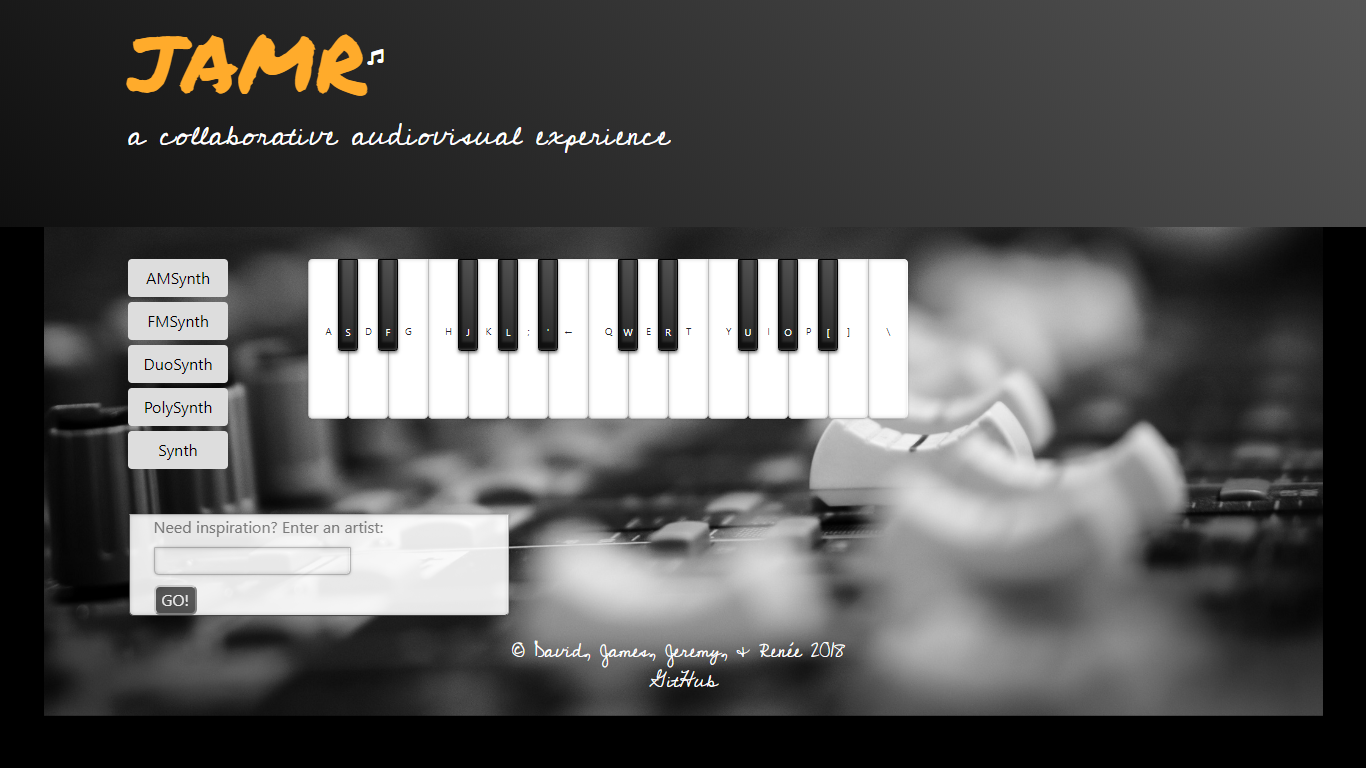 JAMR♫
a collaborative audiovisual experience
AMSynth
FMSynth
DuoSynth
PolySynth
Synth
A S D F G H J K L ; ' ← Q W E R T Y U I O P [ ] \
Need inspiration? Enter an artist:
GO!
© David, James, Jeremy, & Renée 2018
GitHub